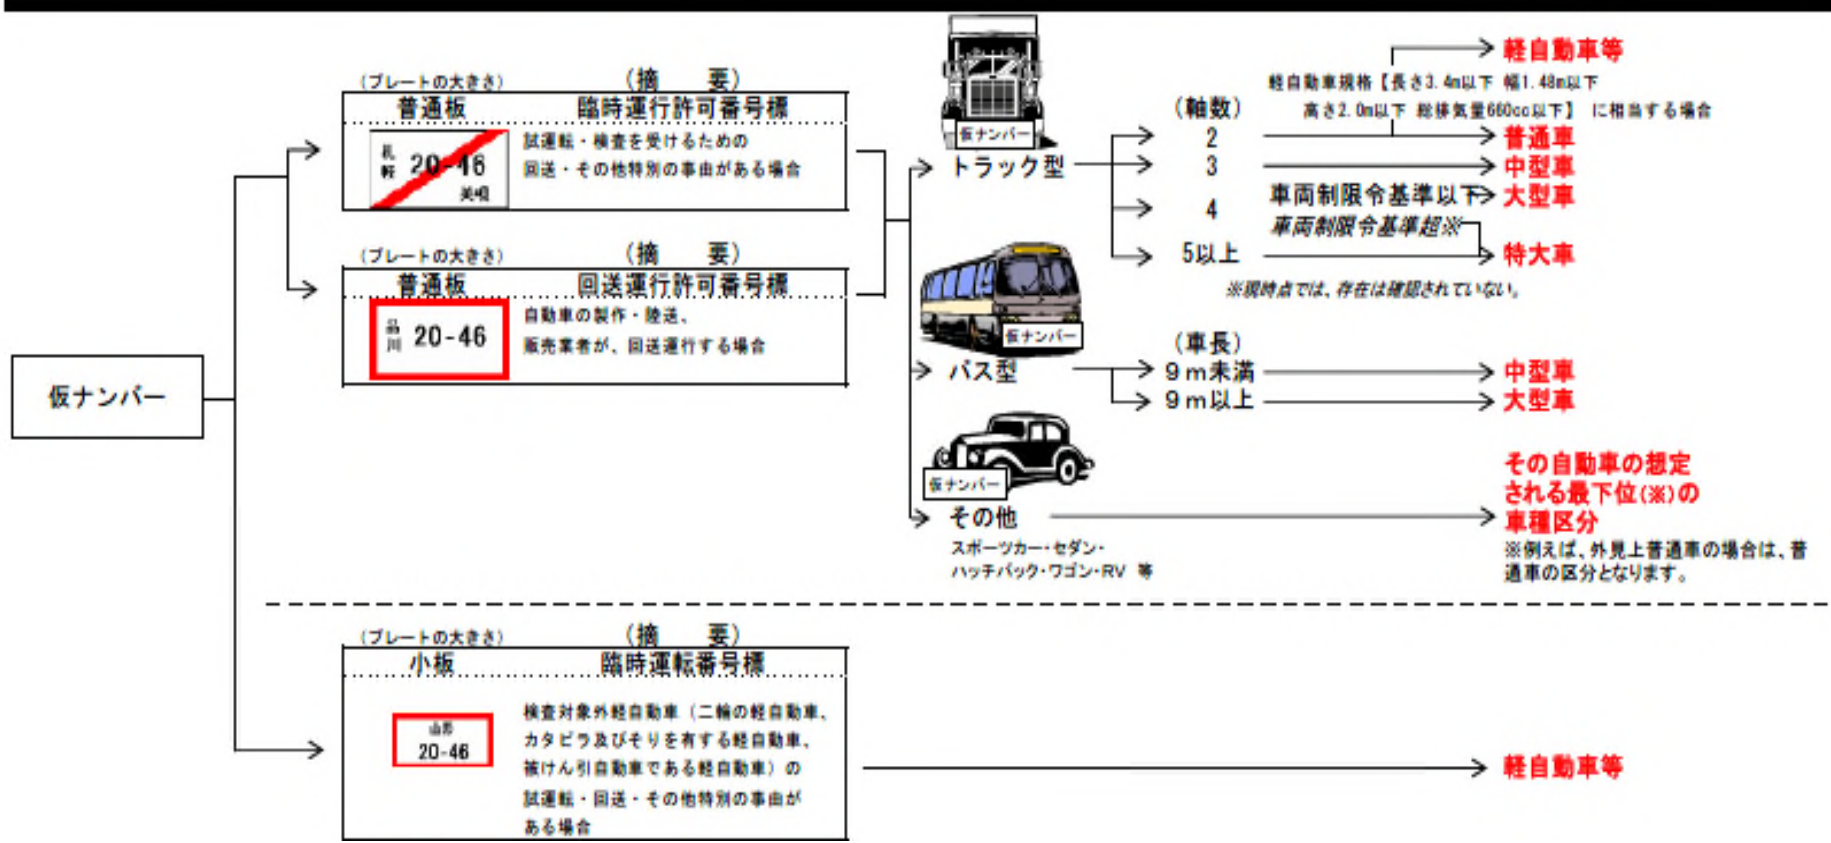 仮ナンバー
(プレートの大きさ) (摘 要)
普通板 臨時運行許可番号標
札軽 20-46 美唄
試運転・検査を受けるための
回送・その他特別の事由がある場合
(プレートの大きさ) (摘 要)
普通板 回送運行許可番号標
品川 20-46
自動車の製作・陸送、
販売業者が、回送運行する場合
仮ナンバー
トラック型
(軸数)
軽自動車等
軽自動車規格【長さ3.4m以下 幅1.48m以下
高さ2.0m以下 総排気量660cc以下】 に相当する場合
2 普通車
3 中型車
4 車両制限令基準以下 大型車
車両制限令基準超※
5以上 特大車
※現時点では、存在は確認されていない。
仮ナンバー
バス型
(車長)
9m未満 中型車
9m以上 大型車
仮ナンバー
その他
スポーツカー・セダン・
ハッチバック・ワゴン・RV 等
その自動車の想定
される最下位(※)の
車種区分
※例えば、外見上普通車の場合は、普
通車の区分となります。
(プレートの大きさ) (摘 要)
小板 臨時運転番号標
山形
20-46
検査対象外軽自動車(二輪の軽自動車、
カタピラ及びそりを有する軽自動車、
被けん引自動車である軽自動車)の
試運転・回送・その他特別の事由が
ある場合
軽自動車等